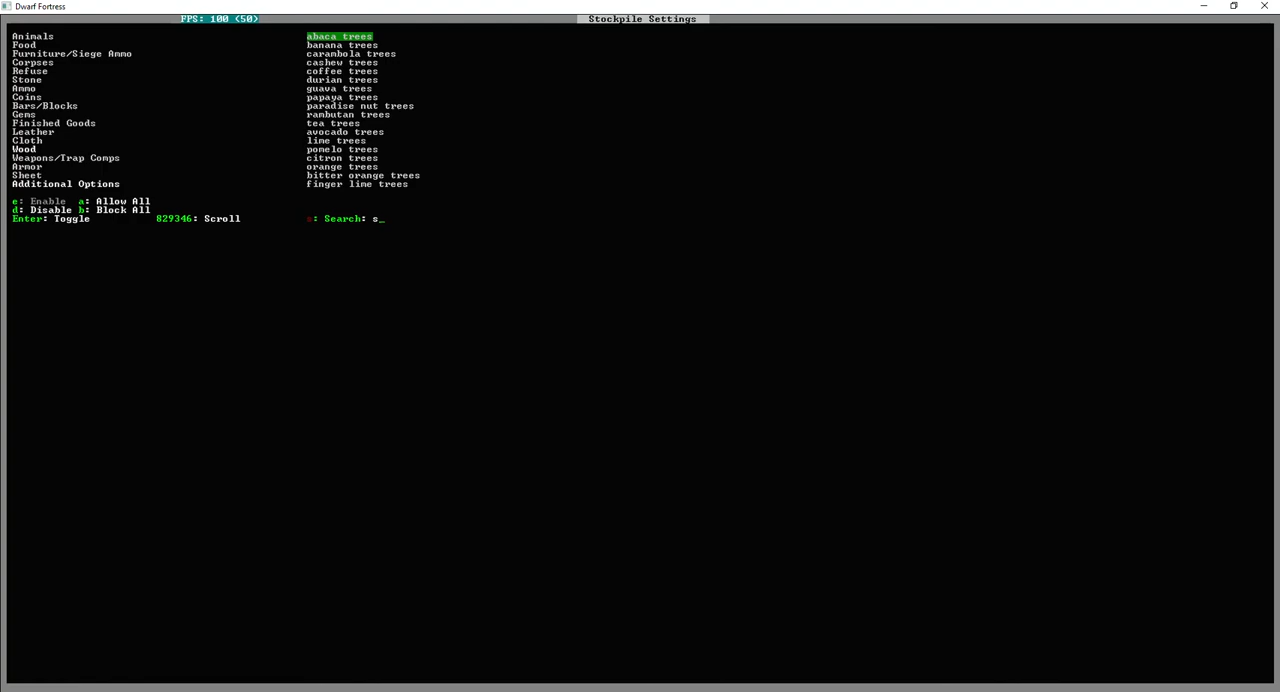 Dwarf Fortress
FPS: 100 (50) Stockpile Settings
Animals abaca trees
Food banana trees
Furniture/Siege Ammo carambola trees
Corpses cashew trees
Refuse coffee trees
Stone durian trees
Ammo guava trees
Coins papaya trees
Bars/Blocks paradise nut trees
Gems rambutan trees
Finished Goods tea trees
Leather avocado trees
Cloth lime trees
Wood pomelo trees
Weapons/Trap Comps citron trees
Armor orange trees
Sheet bitter orange trees
Additional Options finger lime trees
e: Enable a: Allow All
d: Disable b: Block All
Enter: Toggle 829346: Scroll s: Search: s_